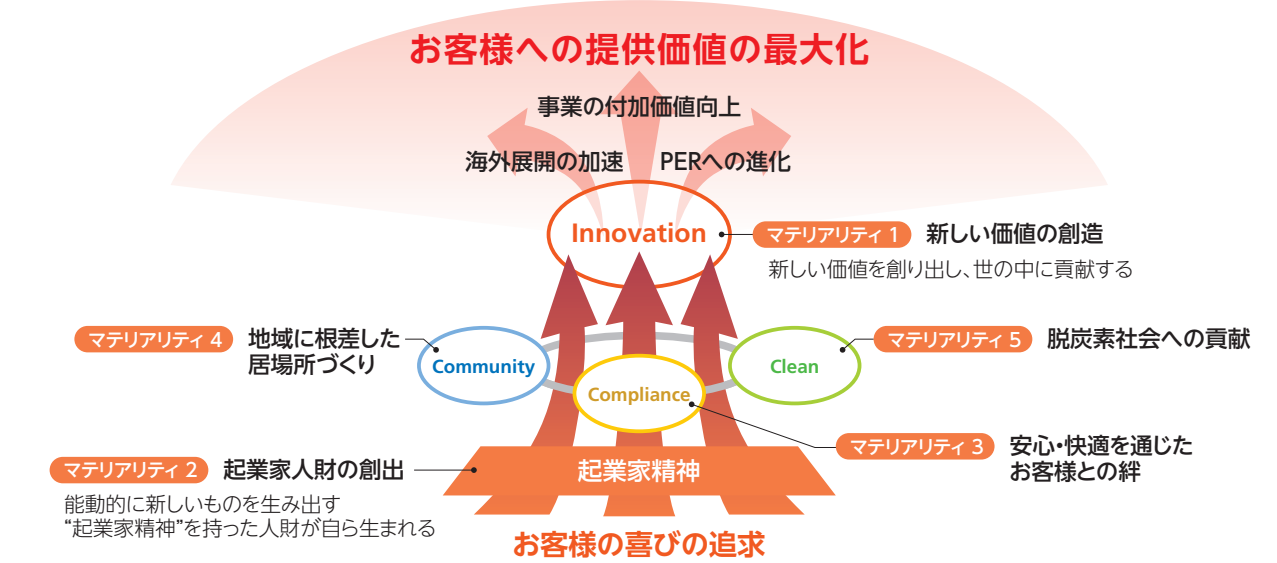 お客様への提供価値の最大化
事業の付加価値向上
海外展開の加速
PERへの進化
Innovation
マテリアリティ 1
新しい価値の創造
新しい価値を創り出し、世の中に貢献する
マテリアリティ 4
地域に根差した
居場所づくり
Community
Compliance
Clean
マテリアリティ 5
脱炭素社会への貢献
マテリアリティ 3
安心・快適を通じた
お客様との絆
マテリアリティ 2
起業家人財の創出
能動的に新しいものを生み出す
“起業家精神”を持った人財が自ら生まれる
起業家精神
お客様の喜びの追求